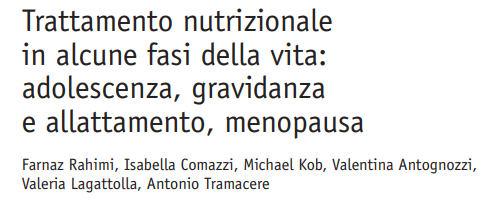 Trattamento nutrizionale
in alcune fasi della vita:
adolescenza, gravidanza
e allattamento, menopausa
Farnaz Rahimi, Isabella Comazzi, Michael Kob, Valentina Antognozzi,
Valeria Lagattolla, Antonio Tramacere